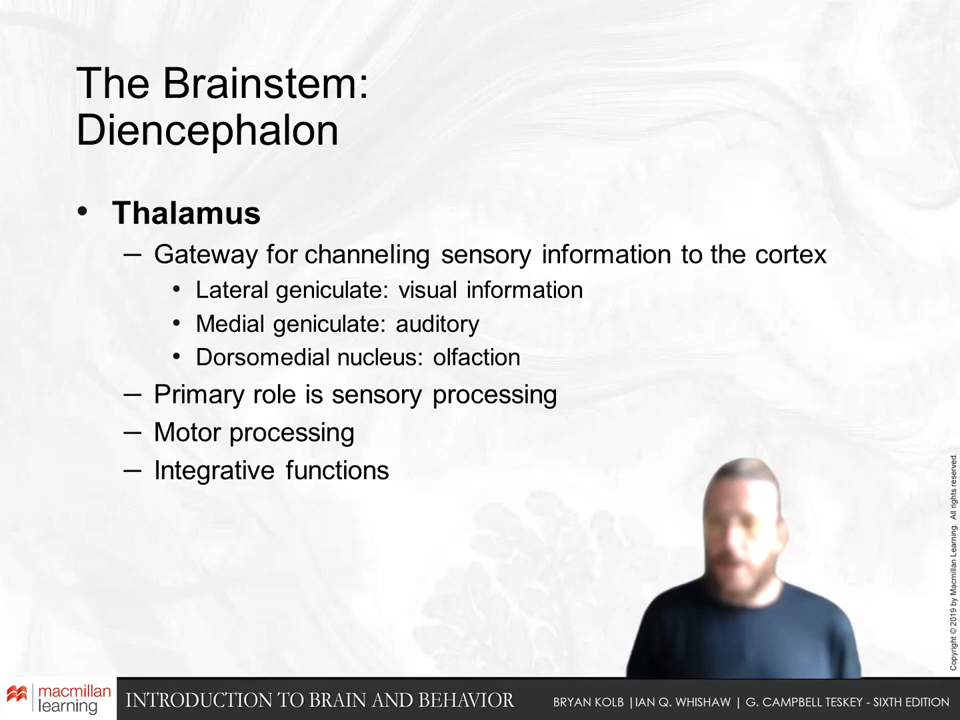 The Brainstem:
Diencephalon
• Thalamus
– Gateway for channeling sensory information to the cortex
• Lateral geniculate: visual information
• Medial geniculate: auditory
• Dorsomedial nucleus: olfaction
– Primary role is sensory processing
– Motor processing
– Integrative functions
Copyright © 2019 by Macmillan Learning. All rights reserved.
macmillan
learning
INTRODUCTION TO BRAIN AND BEHAVIOR
BRYAN KOLB |IAN Q. WHISHAW | G. CAMPBELL TESKEY - SIXTH EDITION